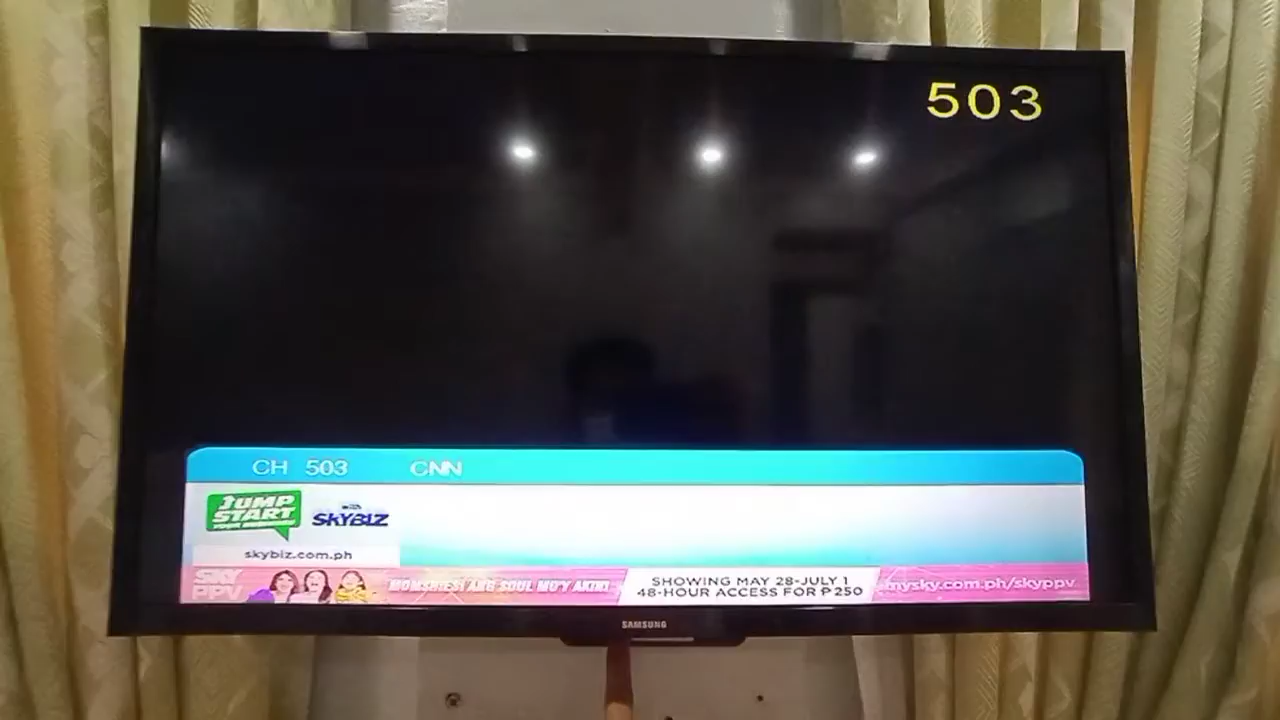 503
CH 503 CNN
JUMP
START
SKYBIZ
skybiz.com.ph
SKY
PPV
MOMSHIES! ANG SOUL MO'Y AKIN!
SHOWING MAY 28-JULY 1
48-HOUR ACCESS FOR ₱250
mysky.com.ph/skyppv
SAMSUNG